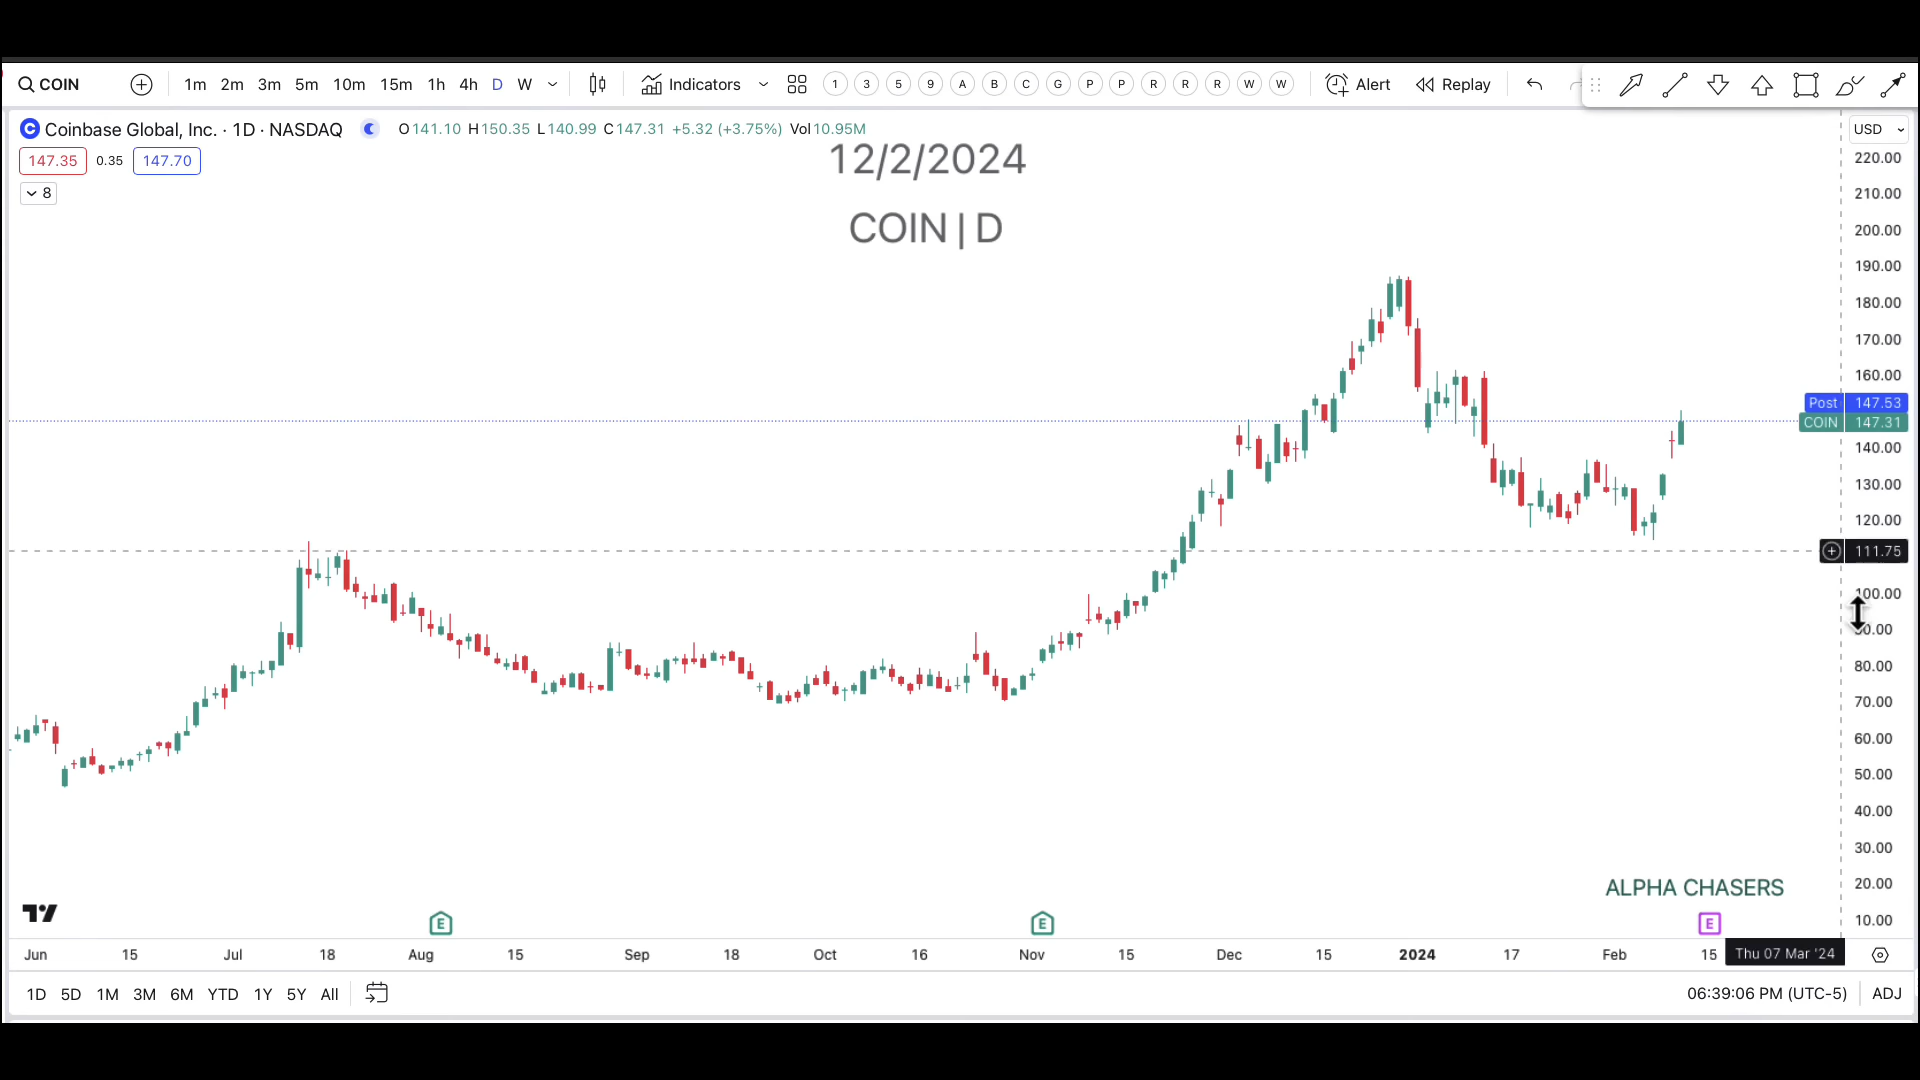 COIN 1m 2m 3m 5m 10m 15m 1h 4h D W Indicators 1 3 5 9 A B C G P P R R R W W Alert Replay
Coinbase Global, Inc. · 1D · NASDAQ O141.10 H150.35 L140.99 C147.31 +5.32 (+3.75%) Vol10.95M
USD
147.35 0.35 147.70
8
12/2/2024
COIN | D
220.00
210.00
200.00
190.00
180.00
170.00
160.00
Post 147.53
COIN 147.31
140.00
130.00
120.00
111.75
100.00
80.00
70.00
60.00
50.00
40.00
30.00
20.00
10.00
ALPHA CHASERS
E E E
Jun 15 Jul 18 Aug 15 Sep 18 Oct 16 Nov 15 Dec 15 2024 17 Feb 15 Thu 07 Mar '24
1D 5D 1M 3M 6M YTD 1Y 5Y All 06:39:06 PM (UTC-5) ADJ